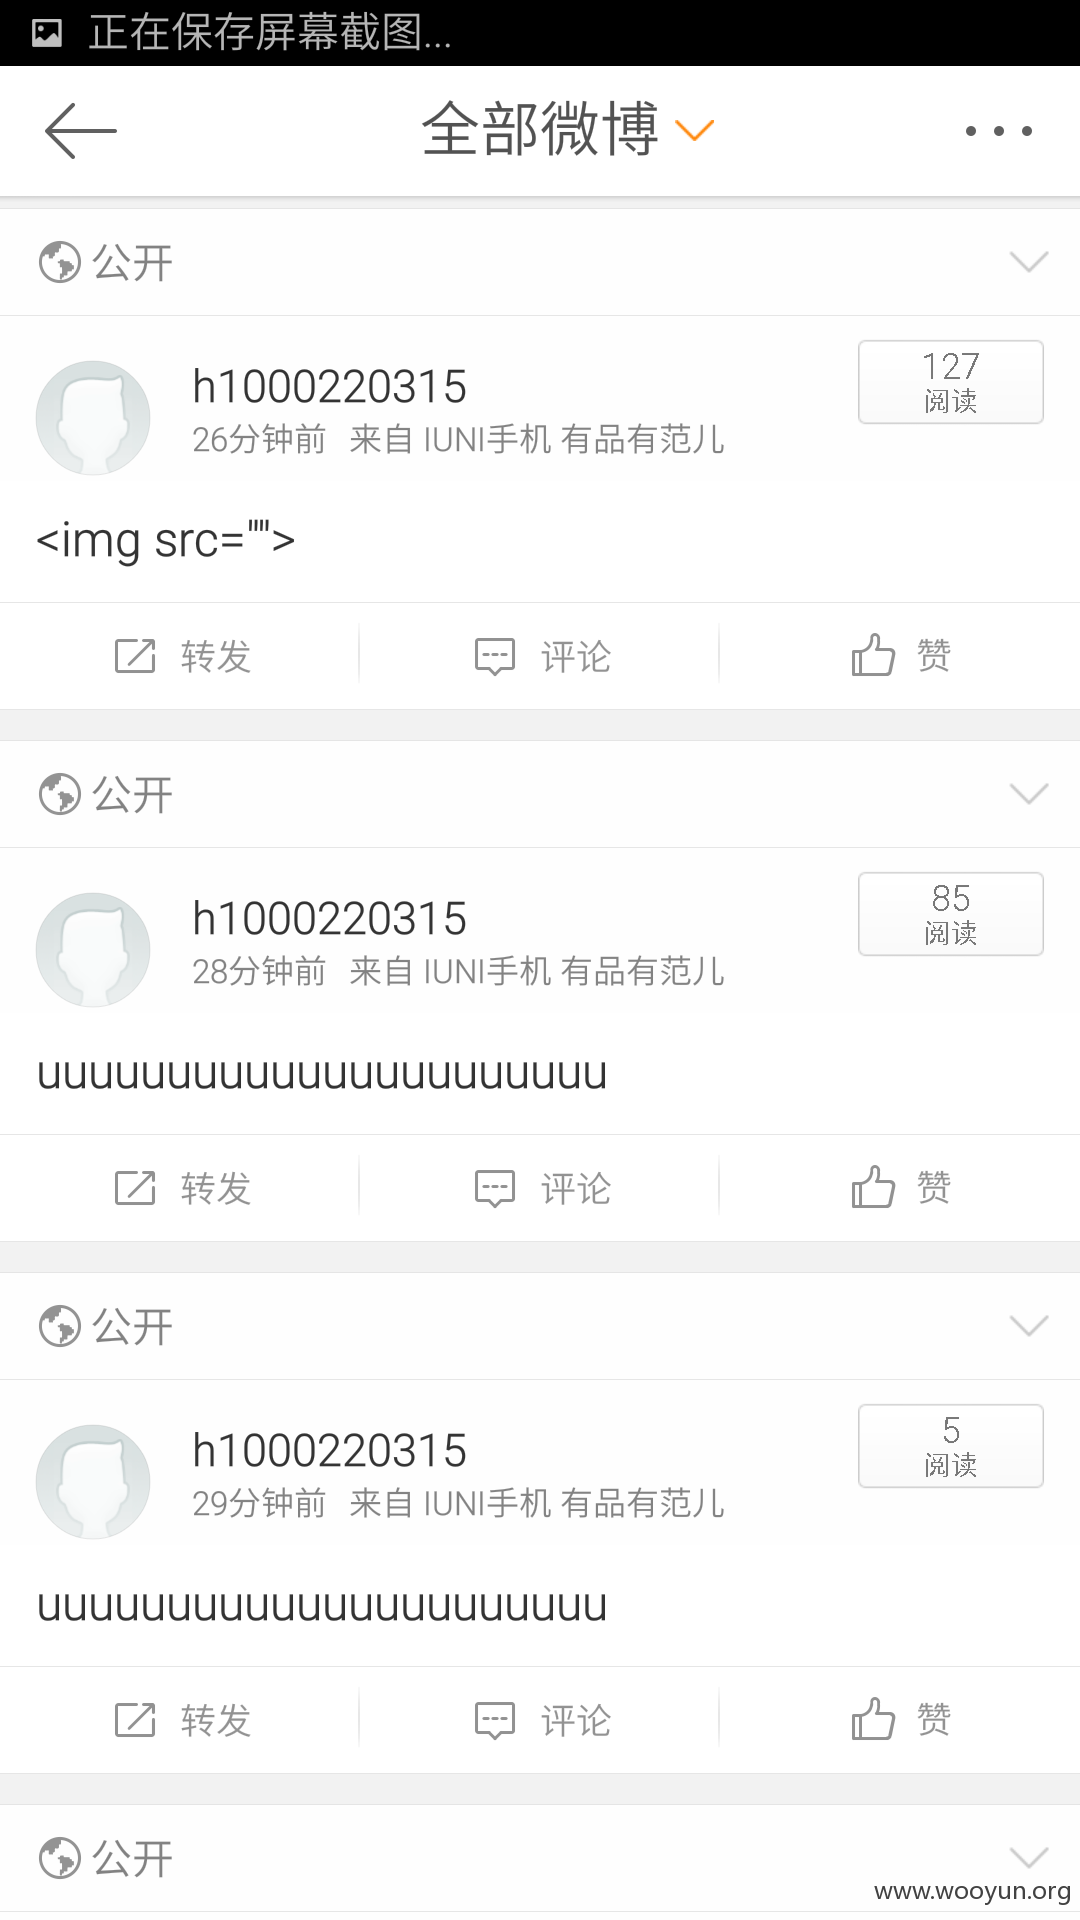 正在保存屏幕截图...
全部微博
公开
h1000220315
127
阅读
26分钟前 来自 IUNI手机 有品有范儿
<img src="">
转发 评论 赞
公开
h1000220315
85
阅读
28分钟前 来自 IUNI手机 有品有范儿
uuuuuuuuuuuuuuuuuuuuuu
转发 评论 赞
公开
h1000220315
5
阅读
29分钟前 来自 IUNI手机 有品有范儿
uuuuuuuuuuuuuuuuuuuuuu
转发 评论 赞
公开
www.wooyun.org